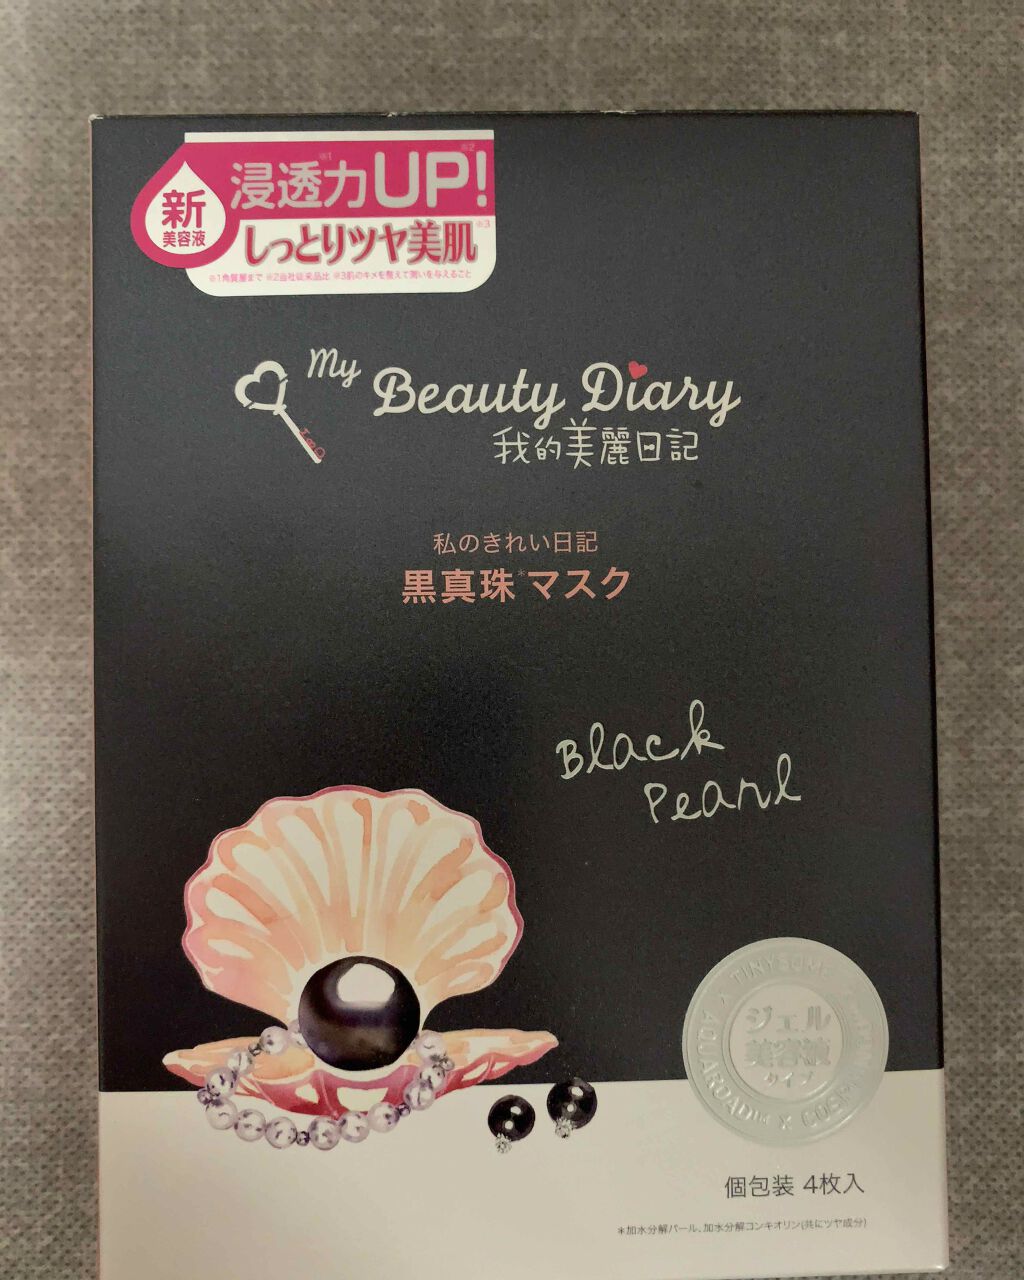 新
美容液
浸透※1力UP!※2
しっとりツヤ美肌※3
※1角質層まで ※2当社従来品比 ※3肌のキメを整えて潤いを与えること
My
Beauty Diary
我的美麗日記
私のきれい日記
黒真珠*マスク
Black
Pearl
ジェル
美容液
タイプ
個包装 4枚入
*加水分解パール、加水分解コンキオリン(共にツヤ成分)